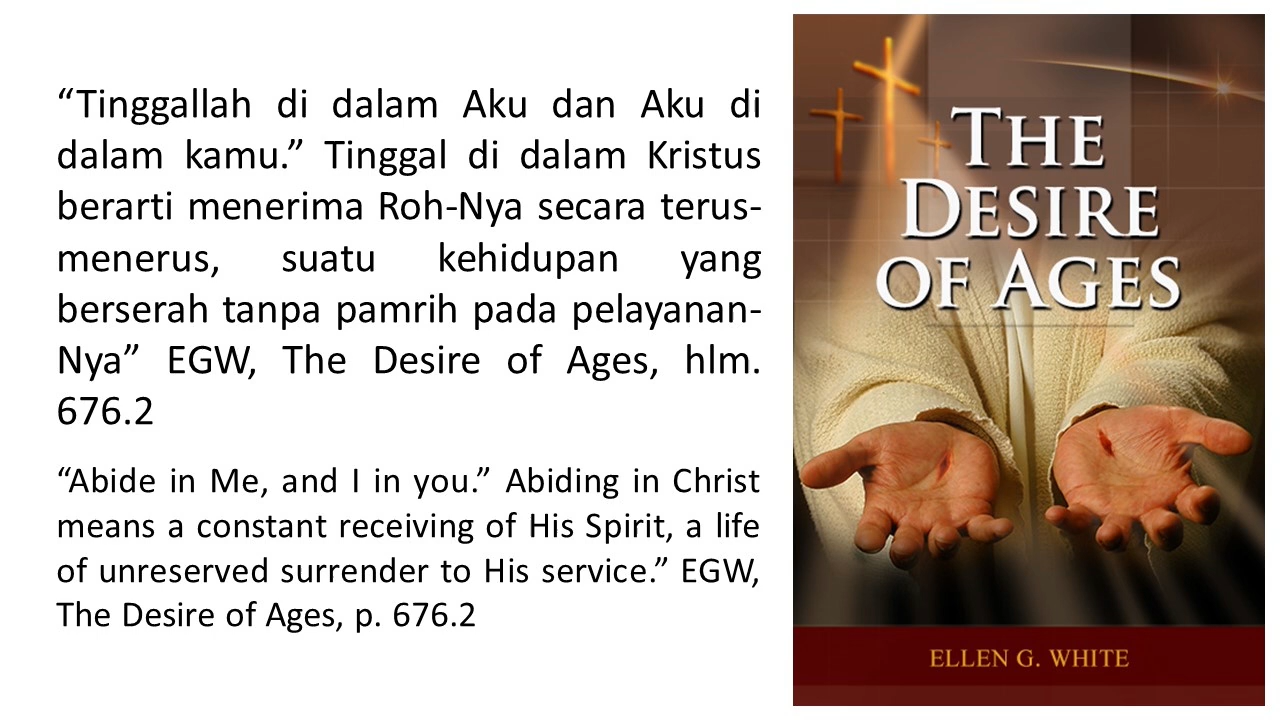 “Tinggallah di dalam Aku dan Aku di
dalam kamu.” Tinggal di dalam Kristus
berarti menerima Roh-Nya secara terus-
menerus, suatu kehidupan yang
berserah tanpa pamrih pada pelayanan-
Nya” EGW, The Desire of Ages, hlm.
676.2
“Abide in Me, and I in you.” Abiding in Christ
means a constant receiving of His Spirit, a life
of unreserved surrender to His service.” EGW,
The Desire of Ages, p. 676.2
THE
DESIRE
OF AGES
ELLEN G. WHITE